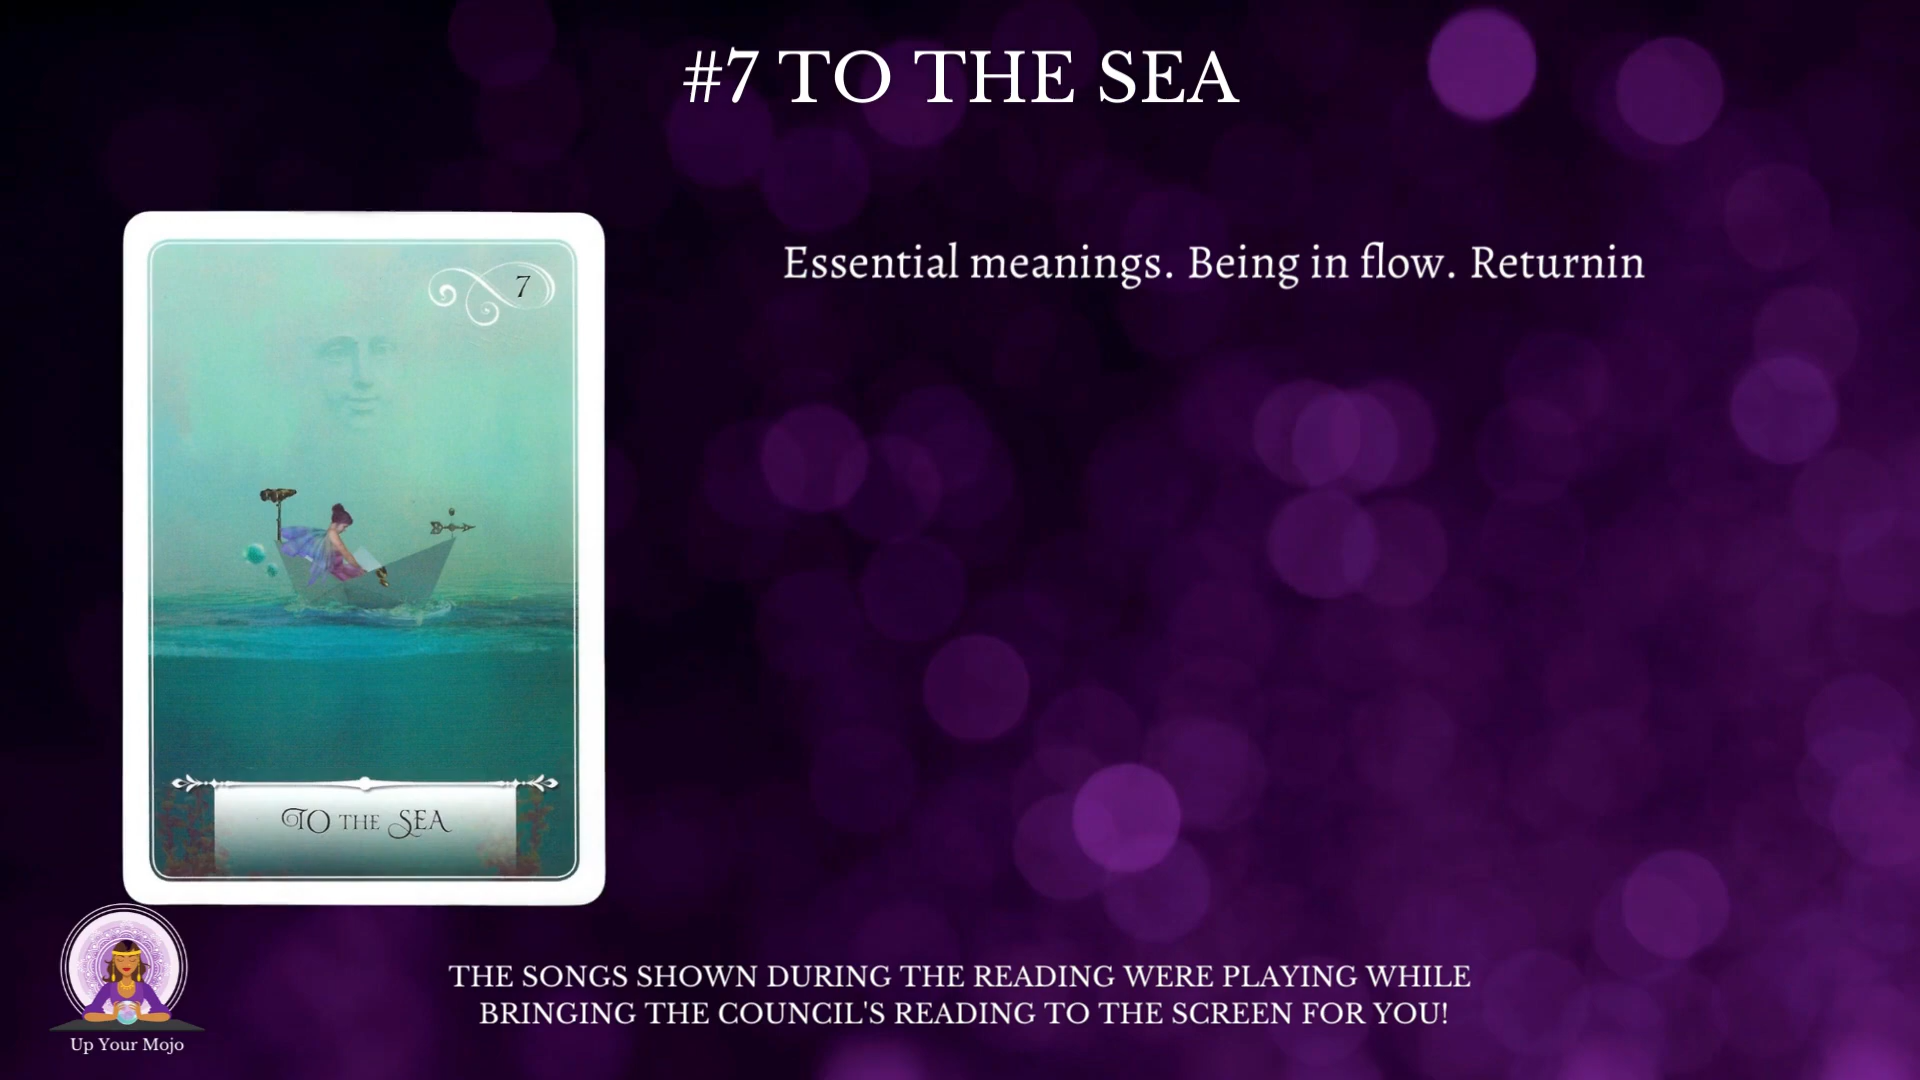 #7 TO THE SEA
Essential meanings. Being in flow. Returnin
7
TO THE SEA
THE SONGS SHOWN DURING THE READING WERE PLAYING WHILE
BRINGING THE COUNCIL'S READING TO THE SCREEN FOR YOU!
Up Your Mojo